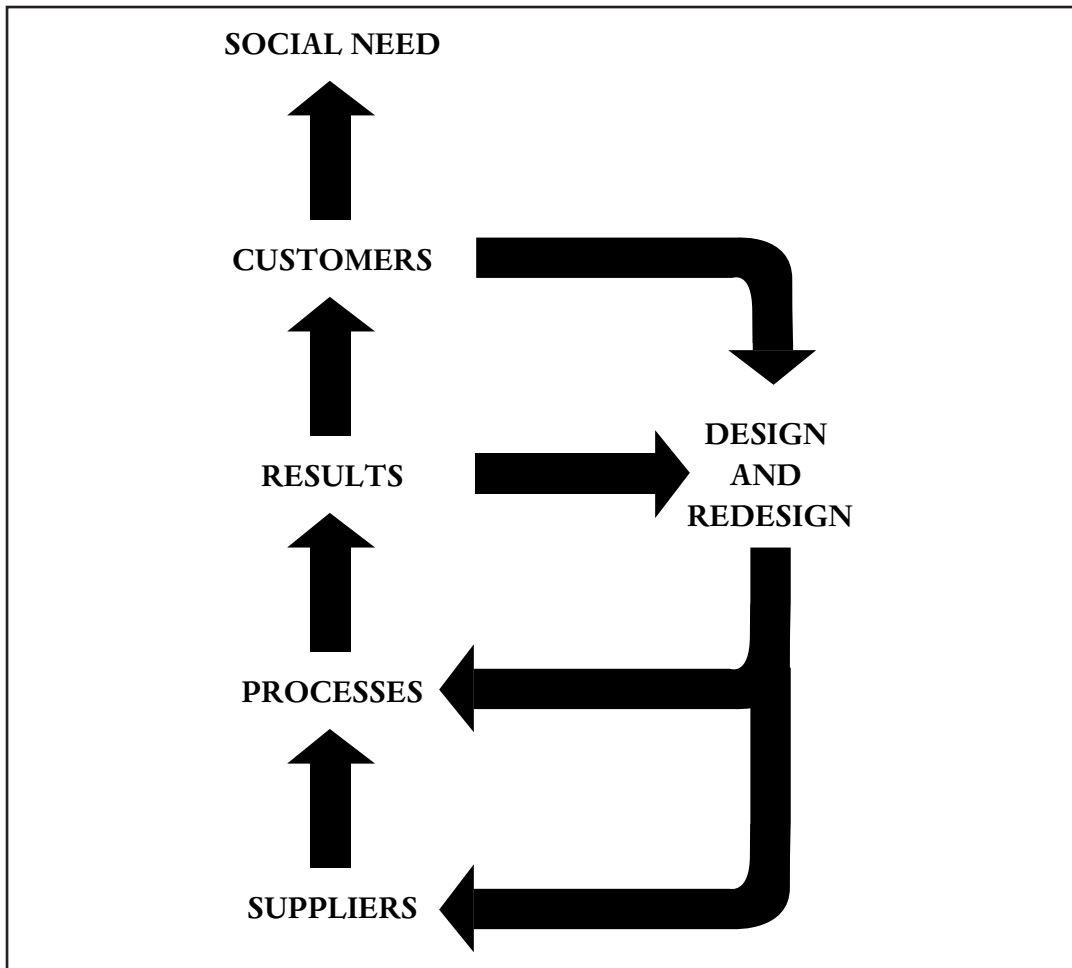 SOCIAL NEED
CUSTOMERS
DESIGN
AND
REDESIGN
RESULTS
PROCESSES
SUPPLIERS